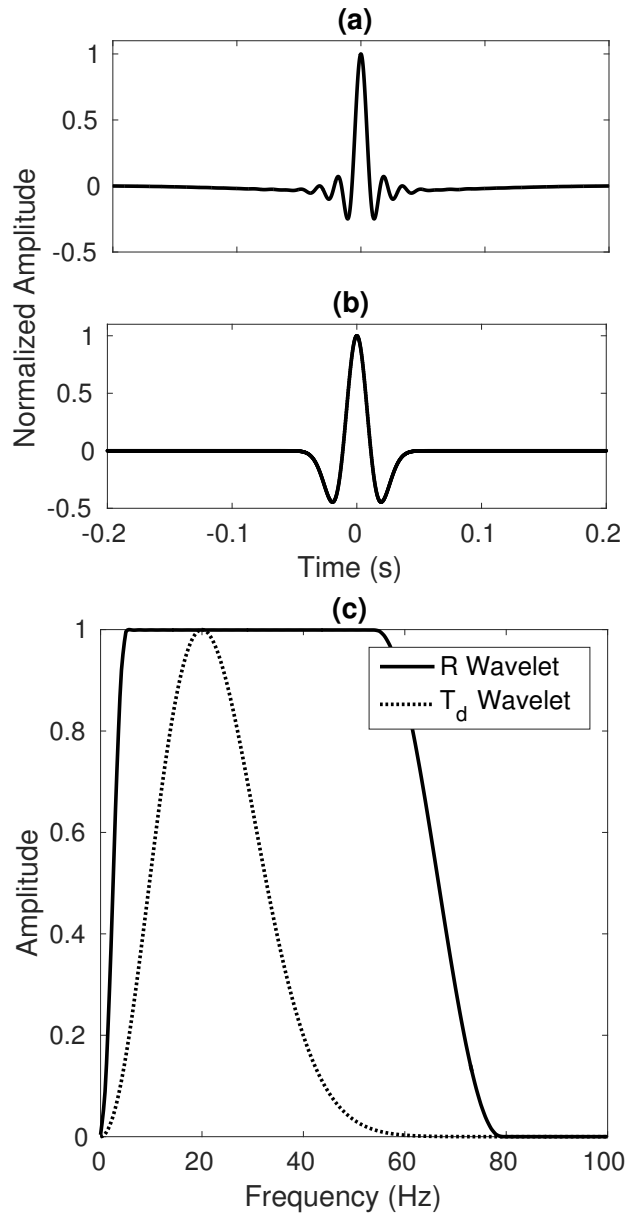 (a)
1
0.5
0
-0.5
Normalized Amplitude
(b)
1
0.5
0
-0.5
-0.2 -0.1 0 0.1 0.2
Time (s)
(c)
1
0.8
0.6
0.4
0.2
0
Amplitude
R Wavelet
T_d Wavelet
0 20 40 60 80 100
Frequency (Hz)